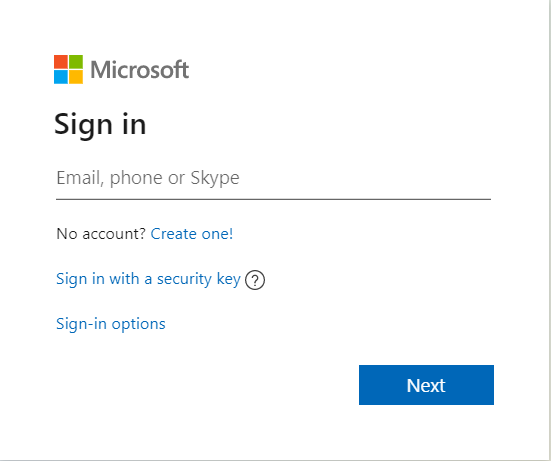 Microsoft
Sign in
Email, phone or Skype
No account? Create one!
Sign in with a security key ?
Sign-in options
Next